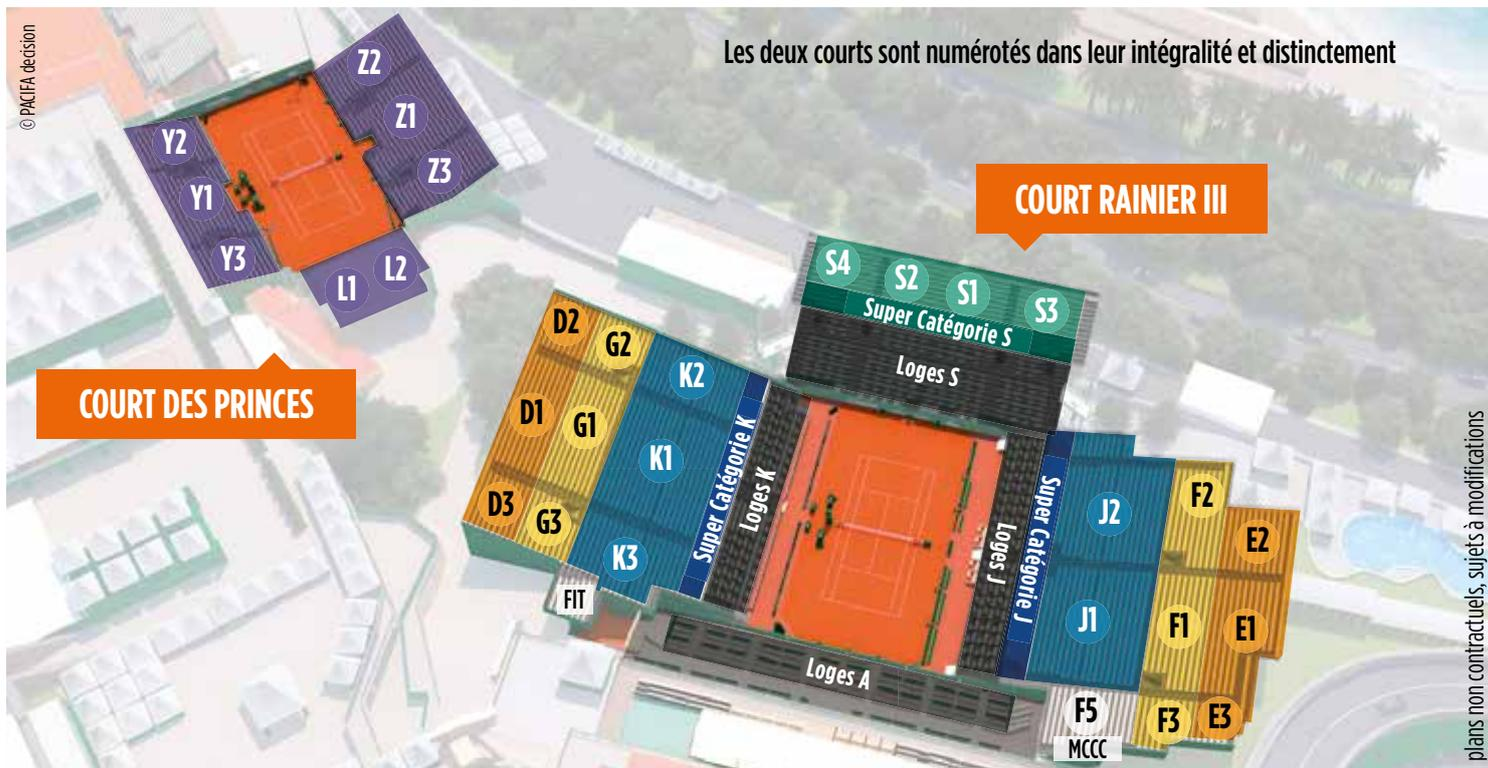 © PACIFA decision
Les deux courts sont numérotés dans leur intégralité et distinctement
Z2
Z1
Z3
Y2
Y1
Y3
L1
L2
COURT DES PRINCES
COURT RAINIER III
S4
S2
S1
S3
Super Catégorie S
Loges S
D2
G2
K2
D1
G1
K1
D3
G3
K3
Super Catégorie K
Loges K
FIT
Loges J
Super Catégorie J
J2
F2
E2
J1
F1
E1
Loges A
F5
F3
E3
MCCC
plans non contractuels, sujets à modifications